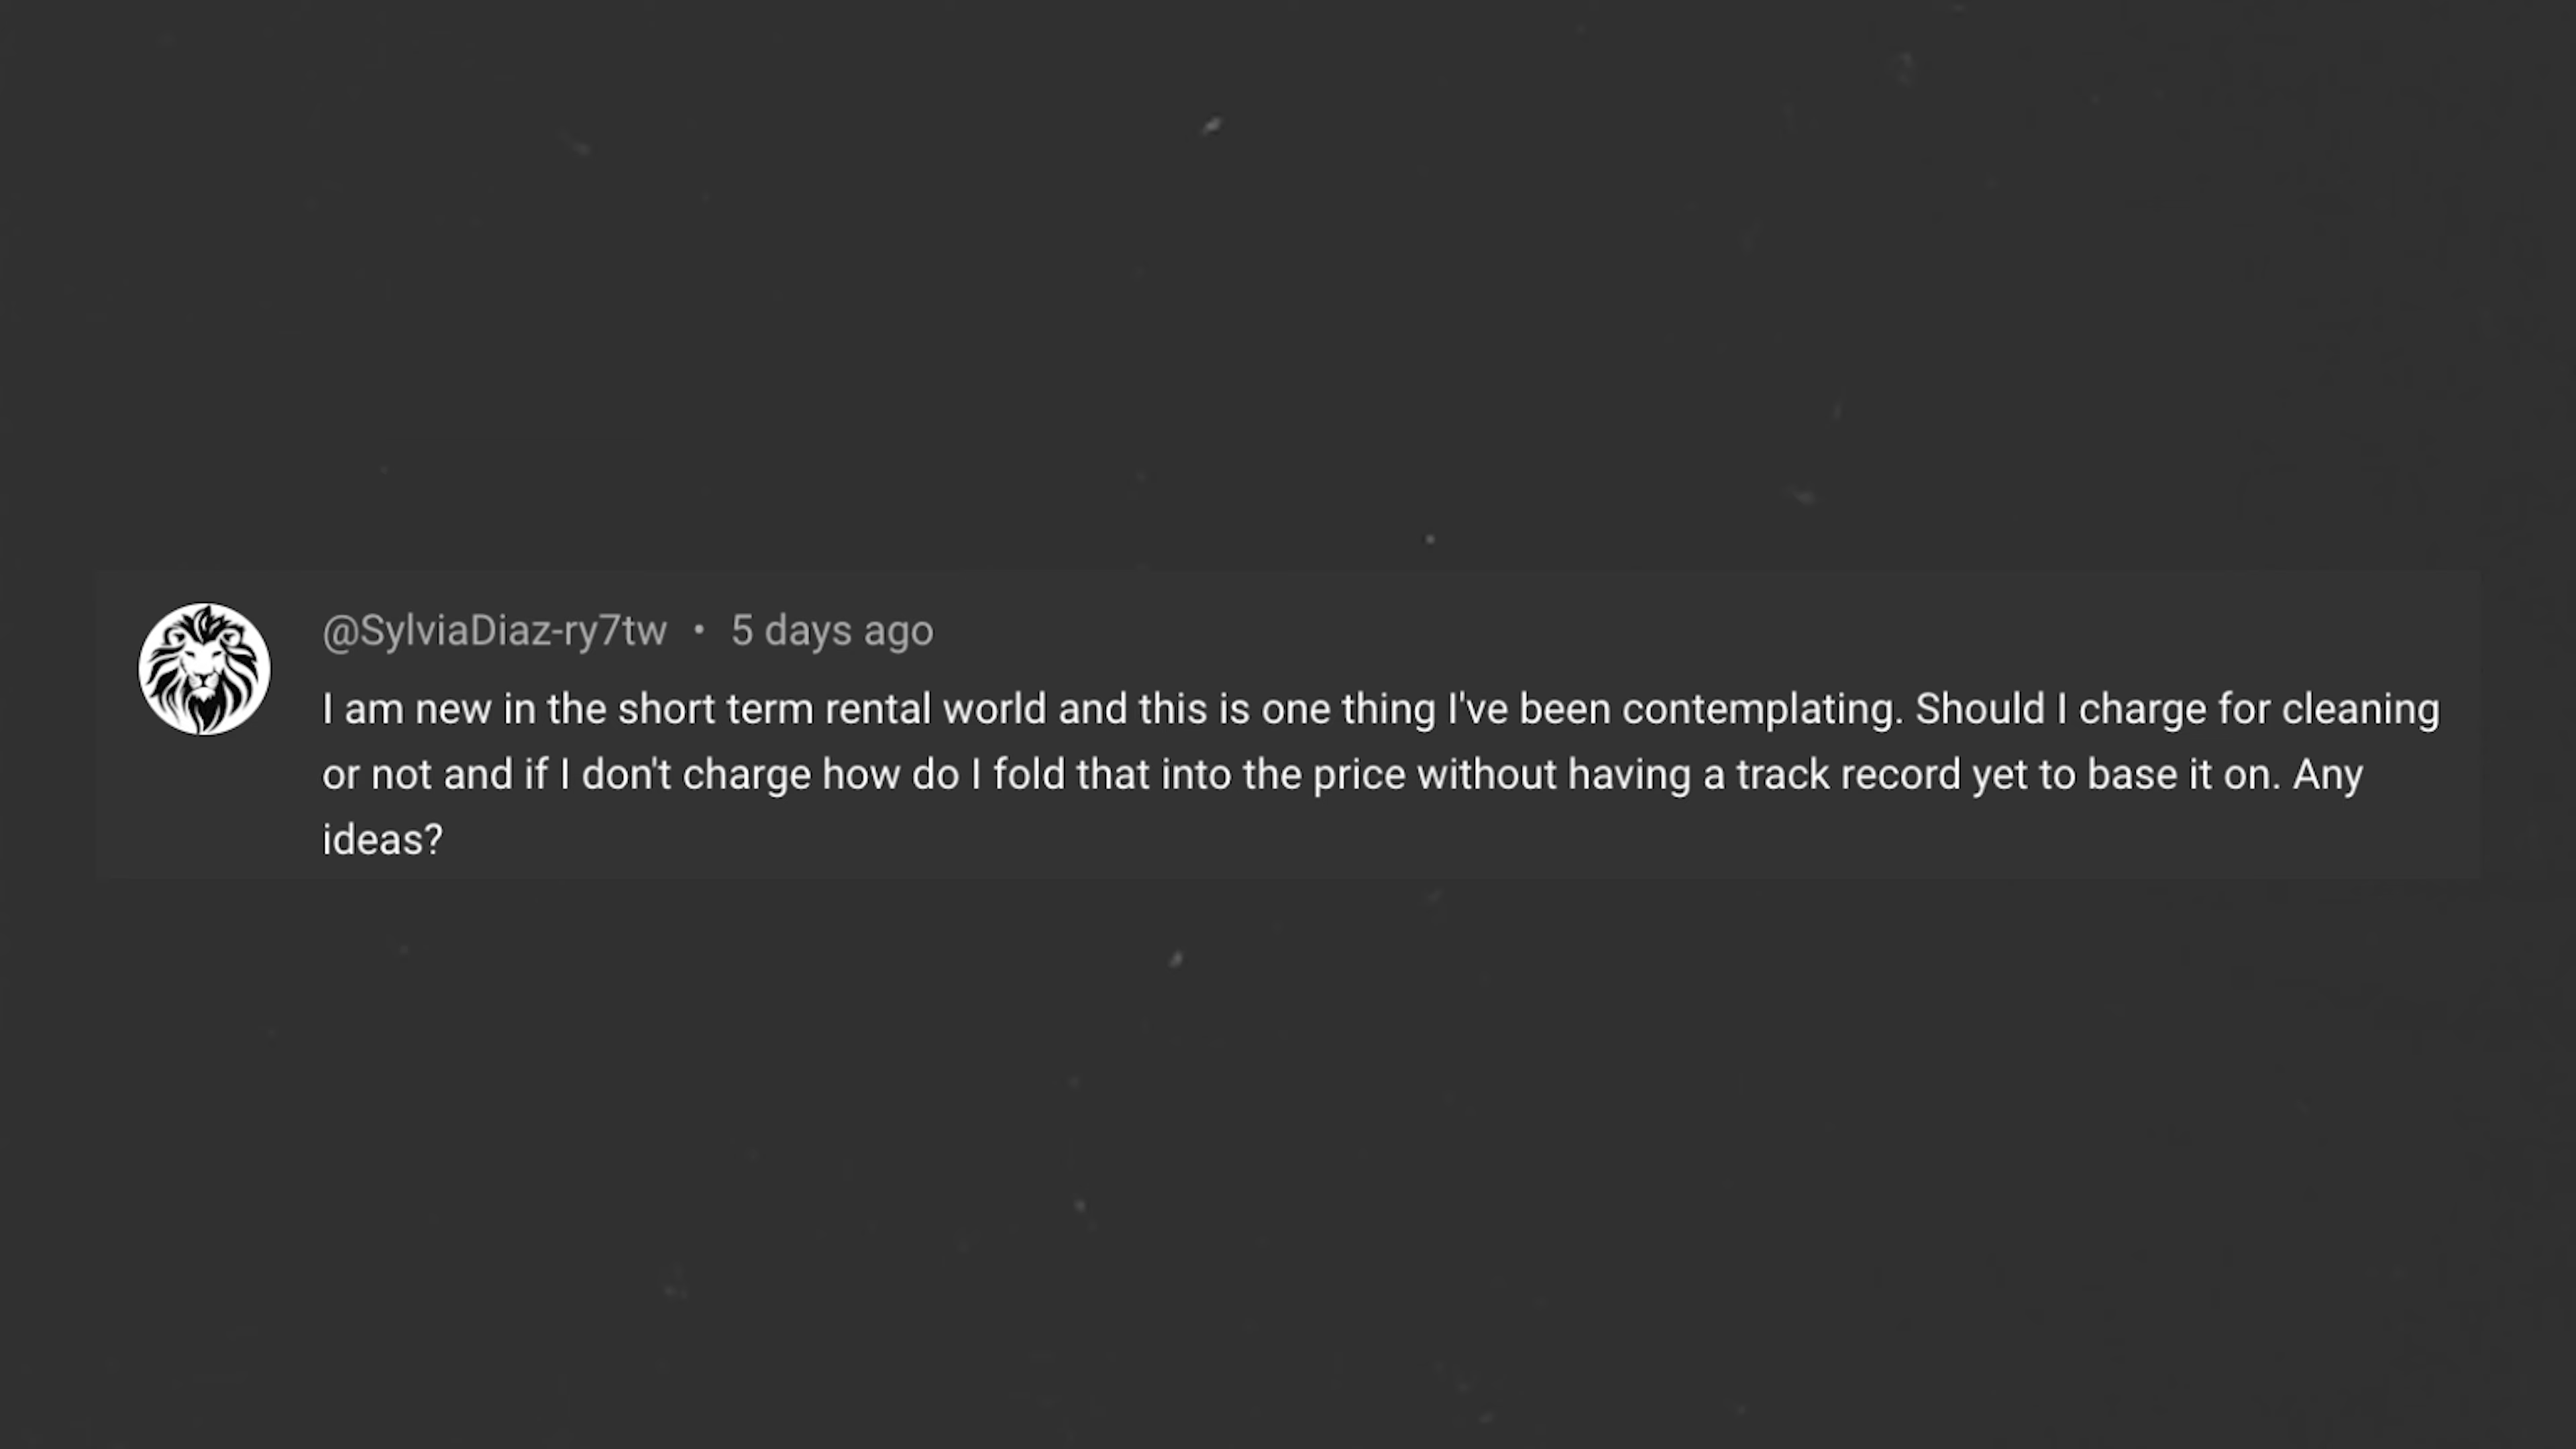 @SylviaDiaz-ry7tw • 5 days ago
I am new in the short term rental world and this is one thing I've been contemplating. Should I charge for cleaning
or not and if I don't charge how do I fold that into the price without having a track record yet to base it on. Any
ideas?